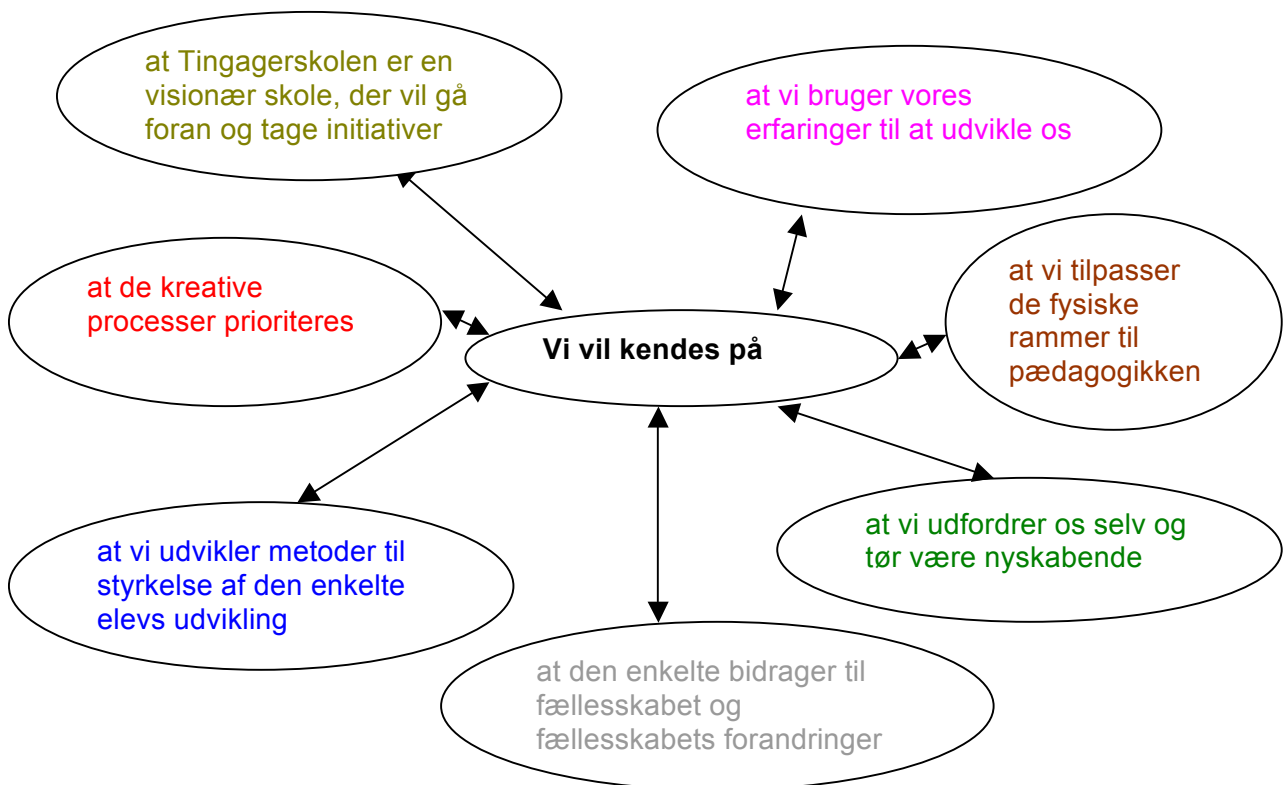 at Tingagerskolen er en
visionær skole, der vil gå
foran og tage initiativer
at vi bruger vores
erfaringer til at udvikle os
at de kreative
processer prioriteres
Vi vil kendes på
at vi tilpasser
de fysiske
rammer til
pædagogikken
at vi udvikler metoder til
styrkelse af den enkelte
elevs udvikling
at vi udfordrer os selv og
tør være nyskabende
at den enkelte bidrager til
fællesskabet og
fællesskabets forandringer